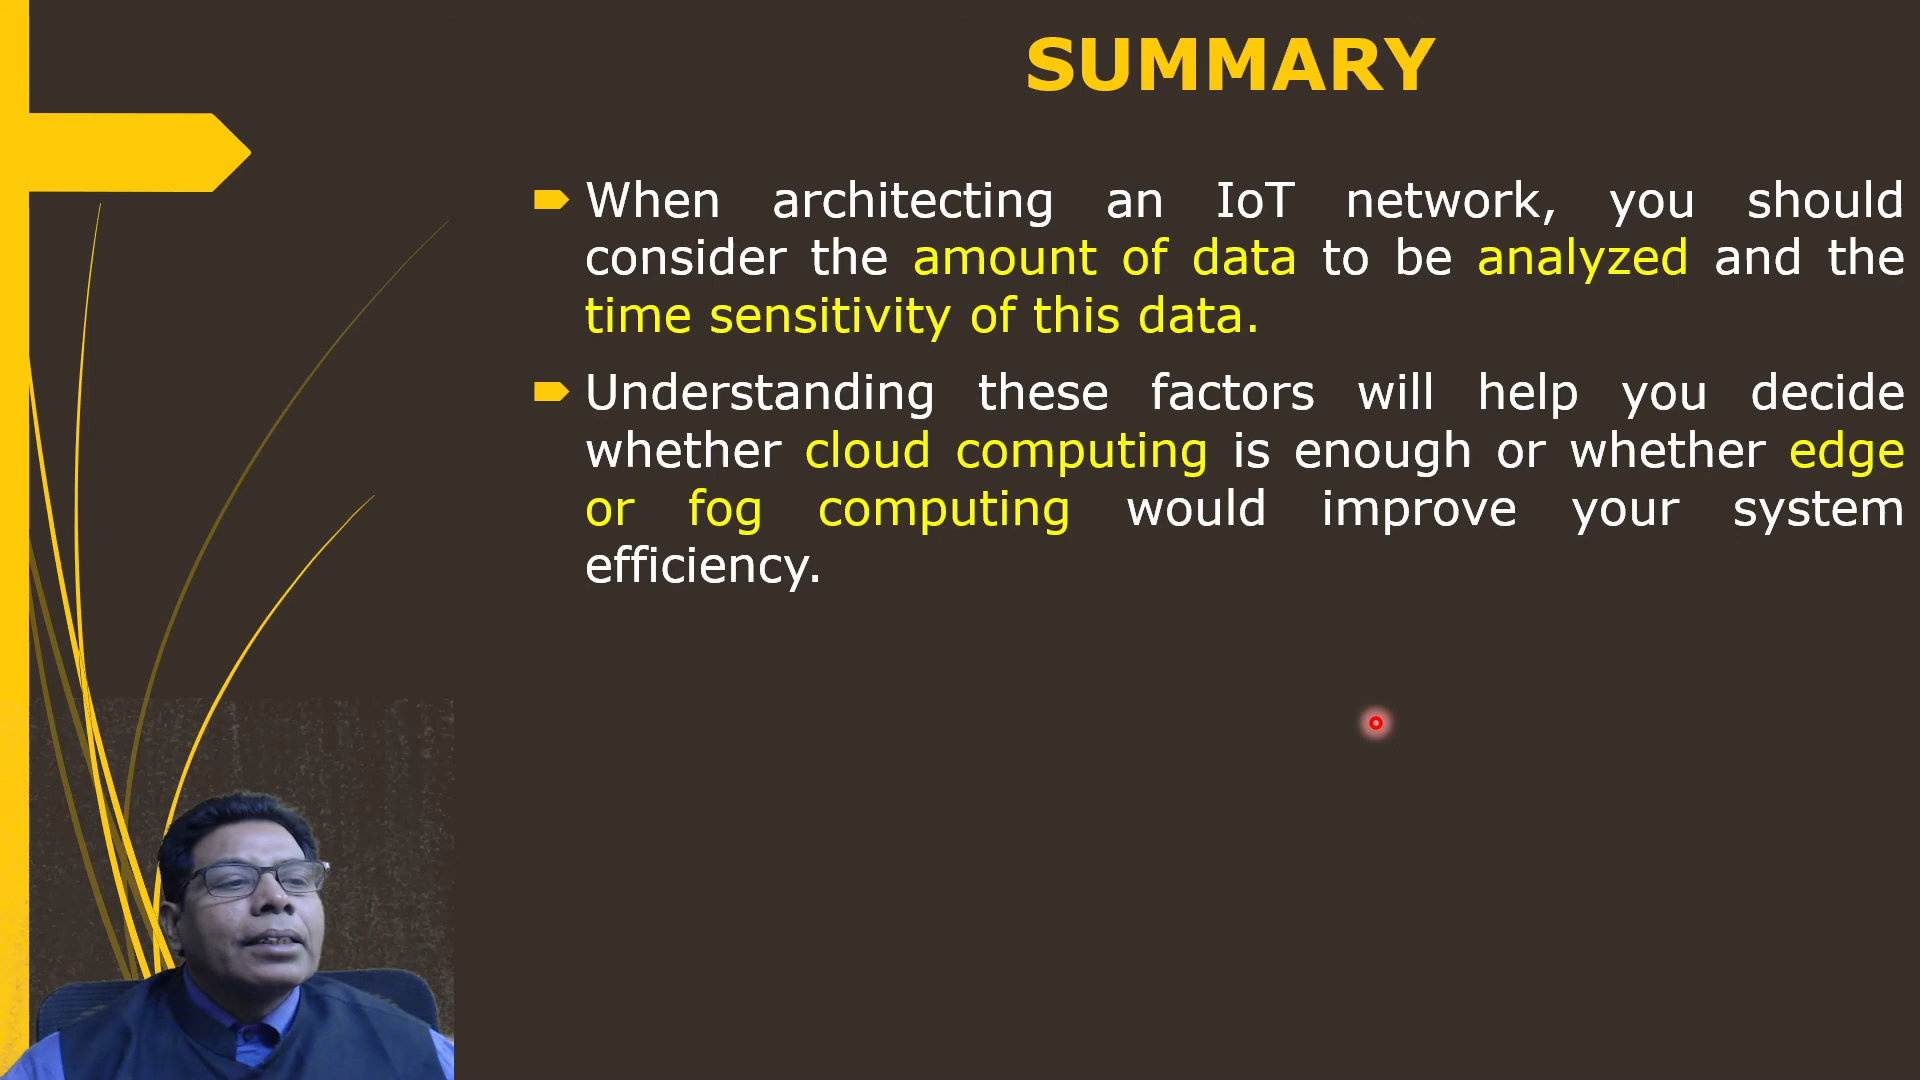 SUMMARY
When architecting an IoT network, you should
consider the amount of data to be analyzed and the
time sensitivity of this data.
Understanding these factors will help you decide
whether cloud computing is enough or whether edge
or fog computing would improve your system
efficiency.